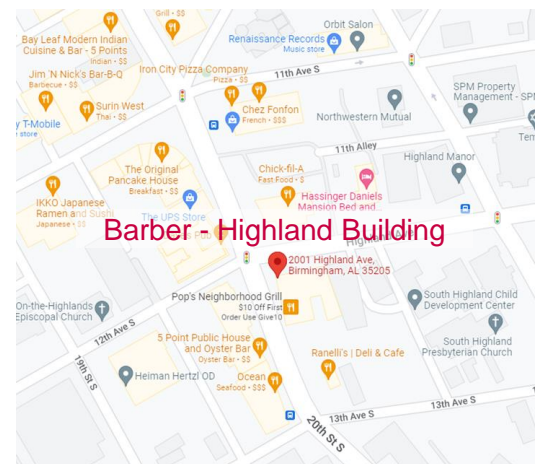 Grill • $$
Orbit Salon
Bay Leaf Modern Indian
Cuisine & Bar - 5 Points
Indian • $$
Renaissance Records
Music store
Jim 'N Nick's Bar-B-Q
Barbecue • $$
Iron City Pizza Company
Pizza • $$
11th Ave S
SPM Property
Management - SPM
Surin West
Thai • $$
Chez Fonfon
French • $$$
Northwestern Mutual
y T-Mobile
store
11th Alley
Highland Manor
The Original
Pancake House
Breakfast • $$
Chick-fil-A
Fast Food • $
IKKO Japanese
Ramen and Sushi
Japanese • $$
The UPS Store
Hassinger Daniels
Mansion Bed and
Barber - Highland Building
Highland Ave
2001 Highland Ave,
Birmingham, AL 35205
On-the-Highlands
Episcopal Church
12th Ave S
Pop's Neighborhood Grill
$10 Off First
Order Use Give10
South Highland Child
Development Center
19th St S
5 Point Public House
and Oyster Bar
Oyster Bar • $$
Ranelli's | Deli & Cafe
South Highland
Presbyterian Church
Heiman Hertzl OD
Ocean
Seafood • $$$
20th St S
13th Ave S
13th Ave S